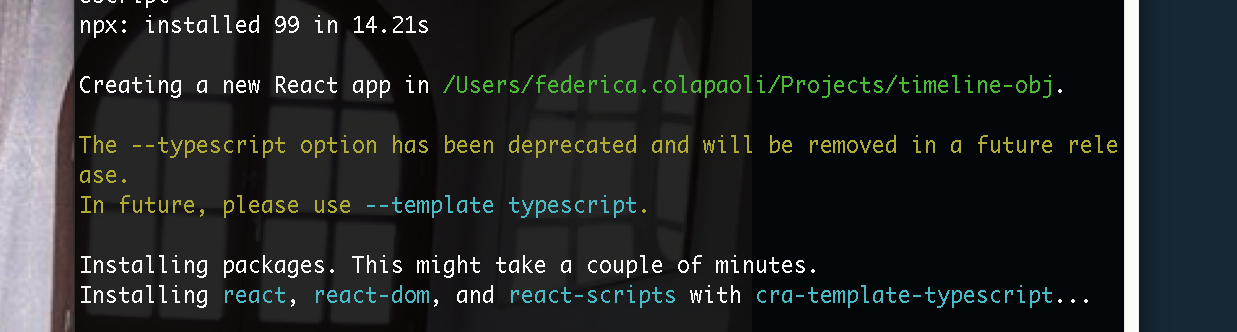 npx: installed 99 in 14.21s
Creating a new React app in /Users/federica.colapaoli/Projects/timeline-obj.
The --typescript option has been deprecated and will be removed in a future rele
ase.
In future, please use --template typescript.
Installing packages. This might take a couple of minutes.
Installing react, react-dom, and react-scripts with cra-template-typescript...